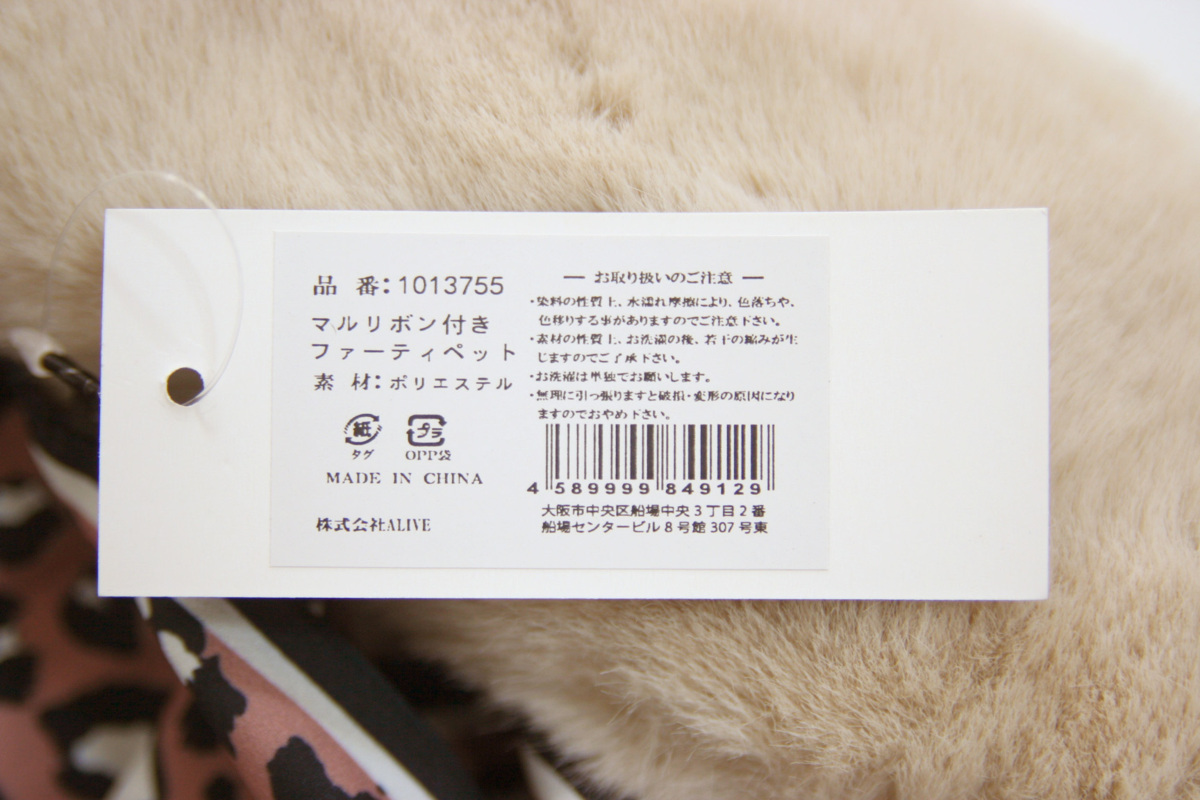 品 番:1013755
マルリボン付き
ファーティペット
素 材:ポリエステル
紙
タグ
プラ
OPP袋
MADE IN CHINA
株式会社ALIVE
― お取り扱いのご注意 ―
・染料の性質上、水濡れ摩擦により、色落ちや、
色移りする事がありますのでご注意下さい。
・素材の性質上、お洗濯の後、若干の縮みが生
じますのでご了承下さい。
・お洗濯は単独でお願いします。
・無理に引っ張りますと破損・変形の原因になり
ますのでおやめ下さい。
4 589999 849129
大阪市中央区船場中央3丁目2番
船場センタービル8号館307号東